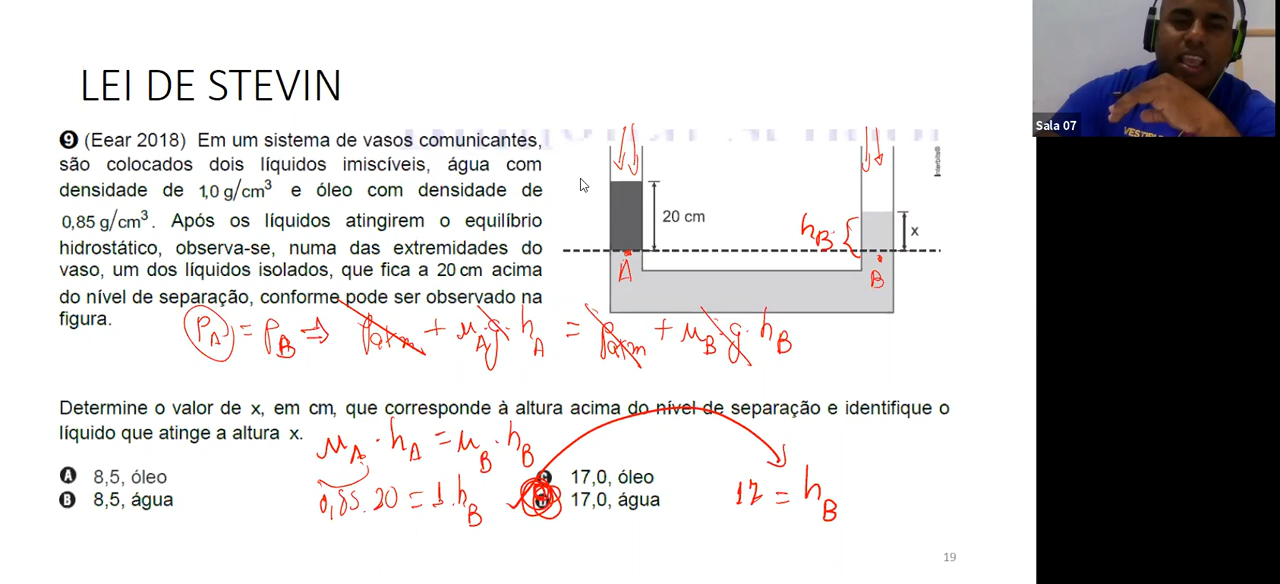 LEI DE STEVIN
9 (Eear 2018) Em um sistema de vasos comunicantes,
são colocados dois líquidos imiscíveis, água com
densidade de 1,0 g/cm³ e óleo com densidade de
0,85 g/cm³. Após os líquidos atingirem o equilíbrio
hidrostático, observa-se, numa das extremidades do
vaso, um dos líquidos isolados, que fica a 20 cm acima
do nível de separação, conforme pode ser observado na
figura.
20 cm
h_B
x
A
B
P_A = P_B ⇒ Patm + μ_A · g · h_A = Patm + μ_B · g · h_B
Determine o valor de x, em cm, que corresponde à altura acima do nível de separação e identifique o
líquido que atinge a altura x.
μ_A · h_A = μ_B · h_B
A 8,5, óleo
B 8,5, água
17,0, óleo
17,0, água
0,85.20 = 1.h_B
17 = h_B
19
Sala 07